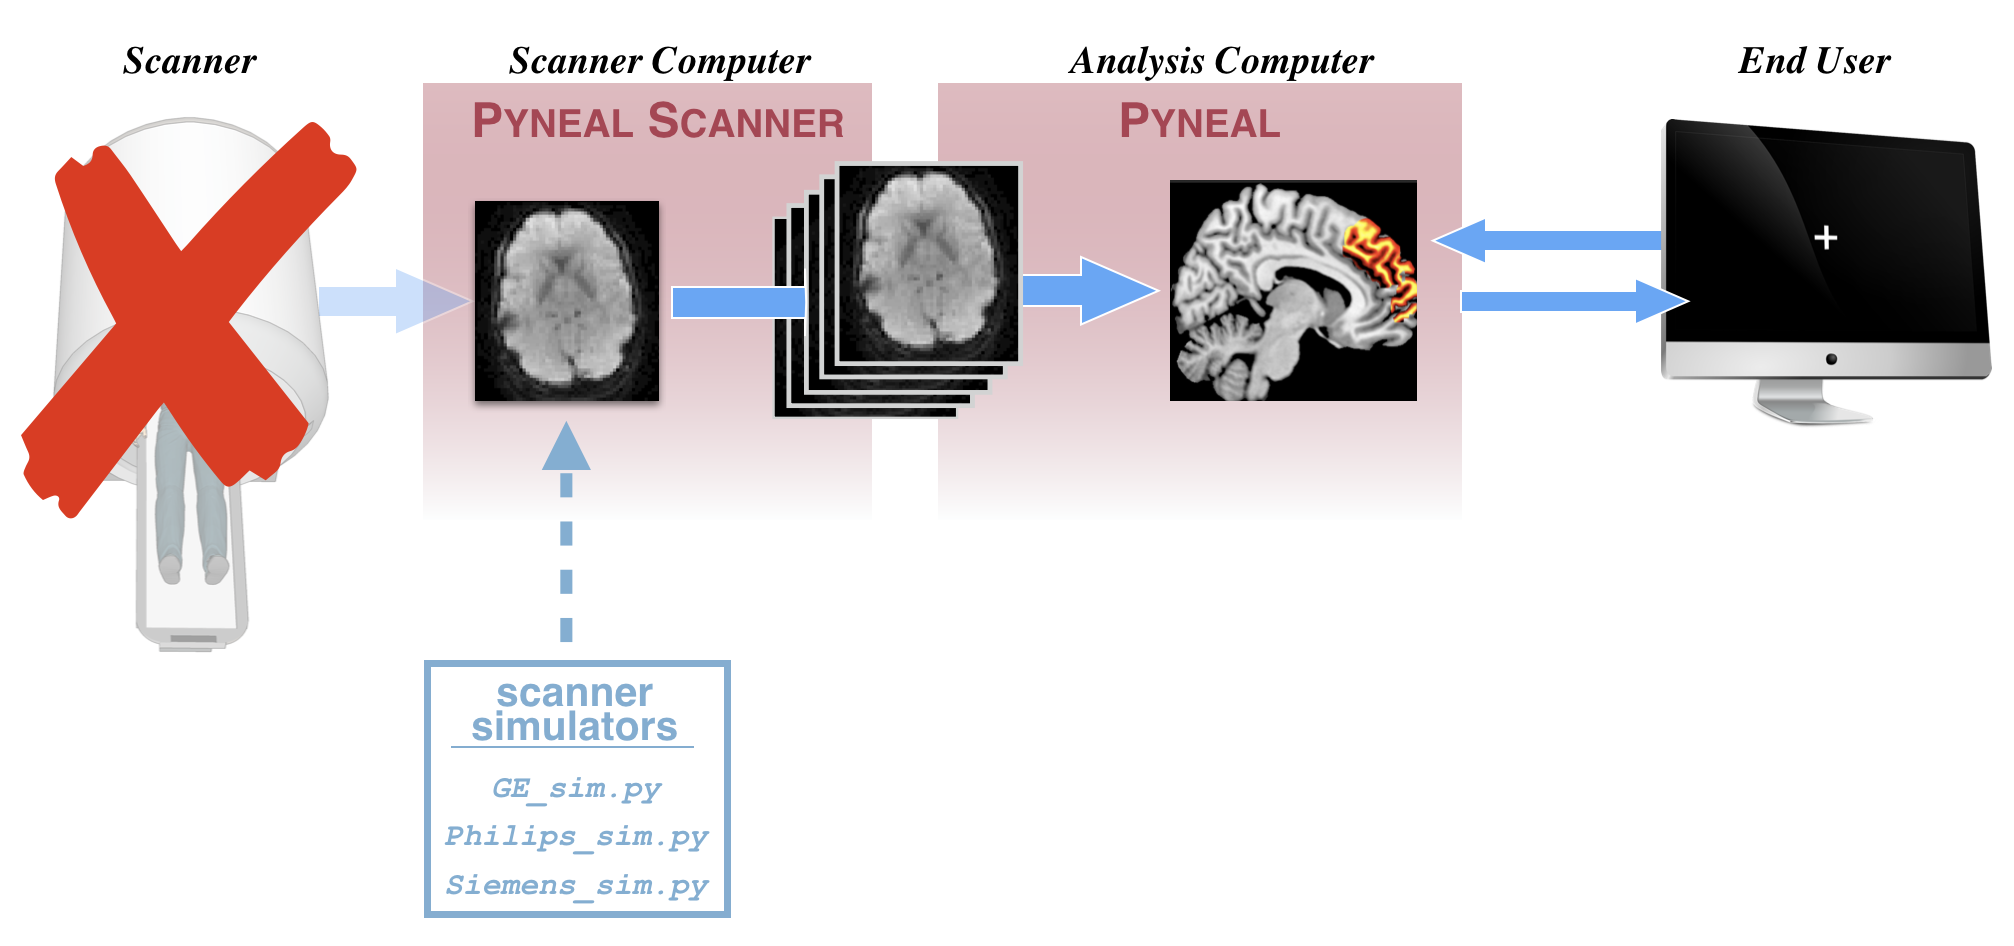 Scanner
Scanner Computer
Analysis Computer
End User
PYNEAL SCANNER
PYNEAL
scanner
simulators
GE_sim.py
Philips_sim.py
Siemens_sim.py